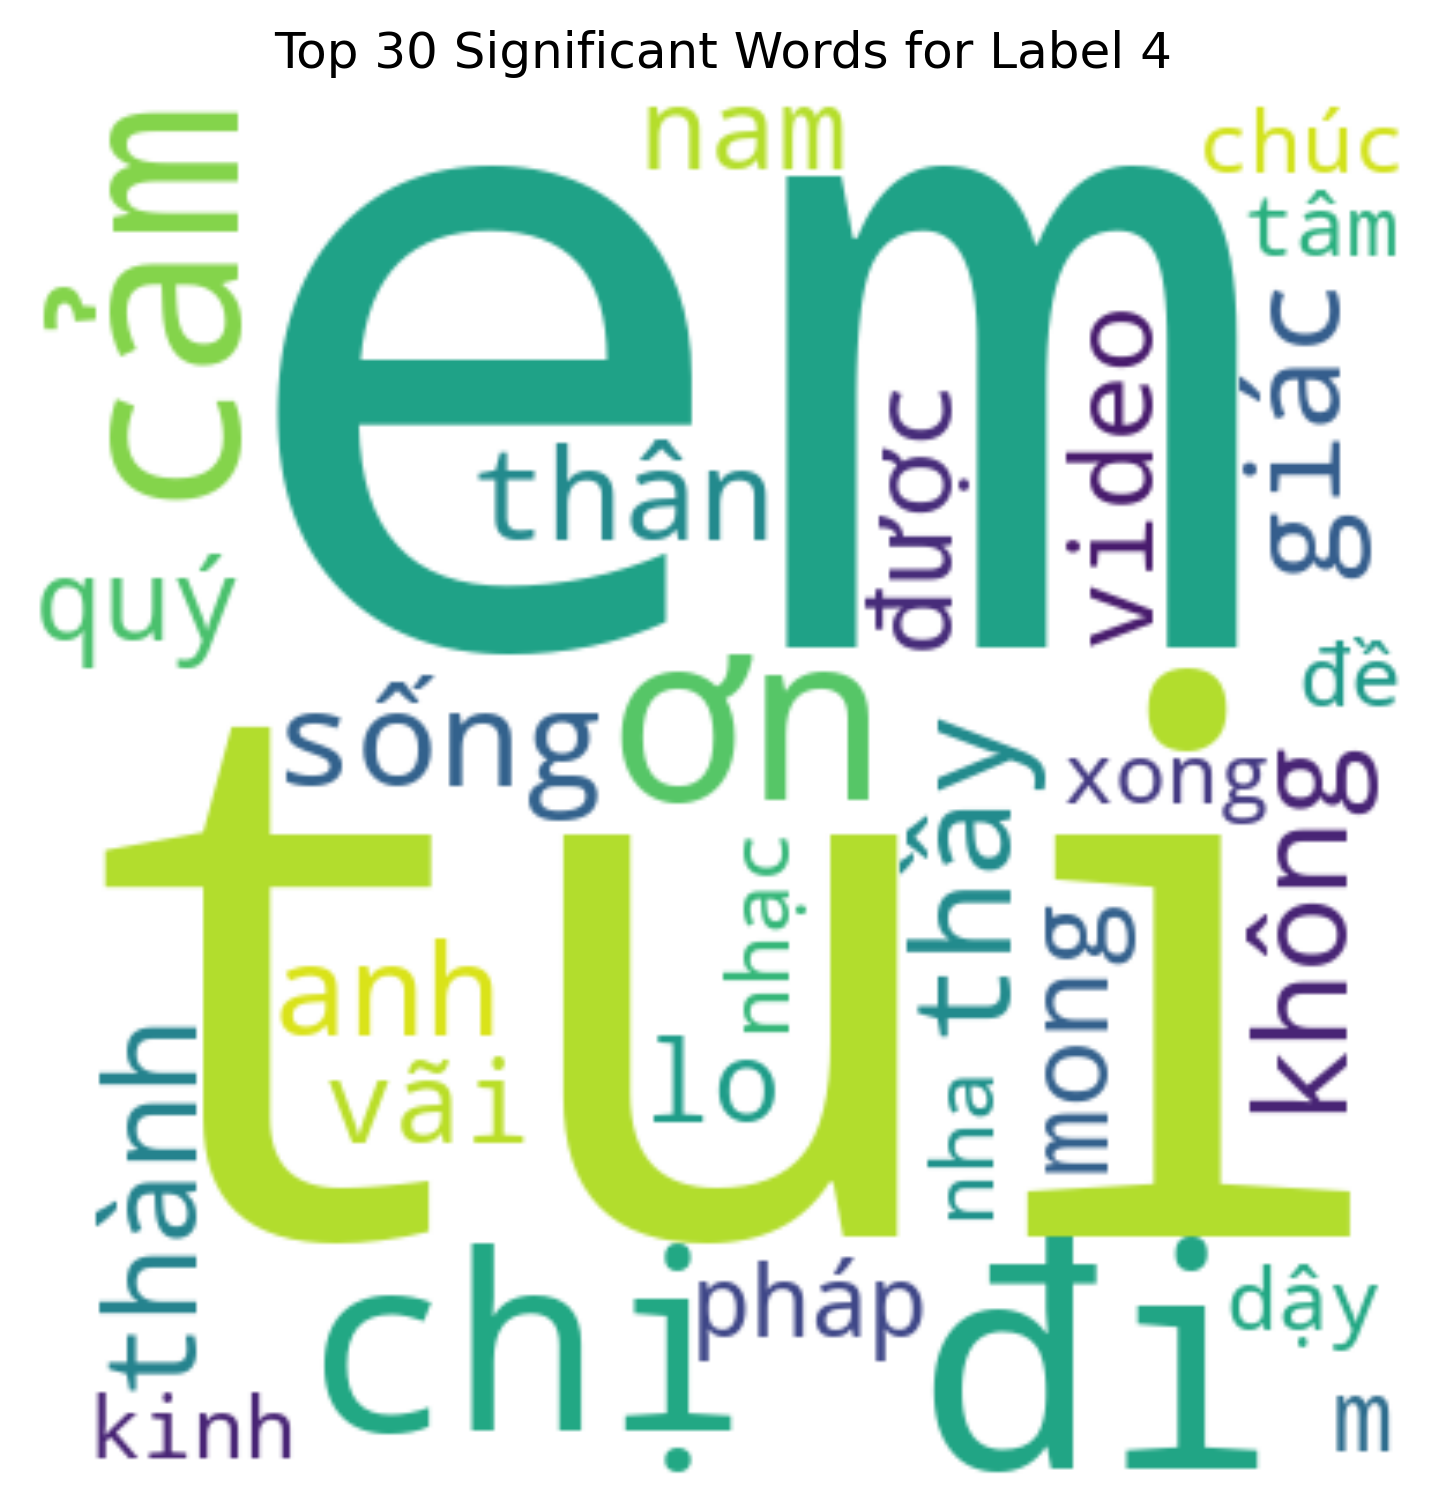 Top 30 Significant Words for Label 4
cảm
nam
chúc
em
tâm
giác
video
được
thân
quý
đề
sống
ơn
tui
xong
thầy
không
nhạc
mong
anh
vãi
lo
nha
thành
chị
pháp
đi
dậy
kinh
m